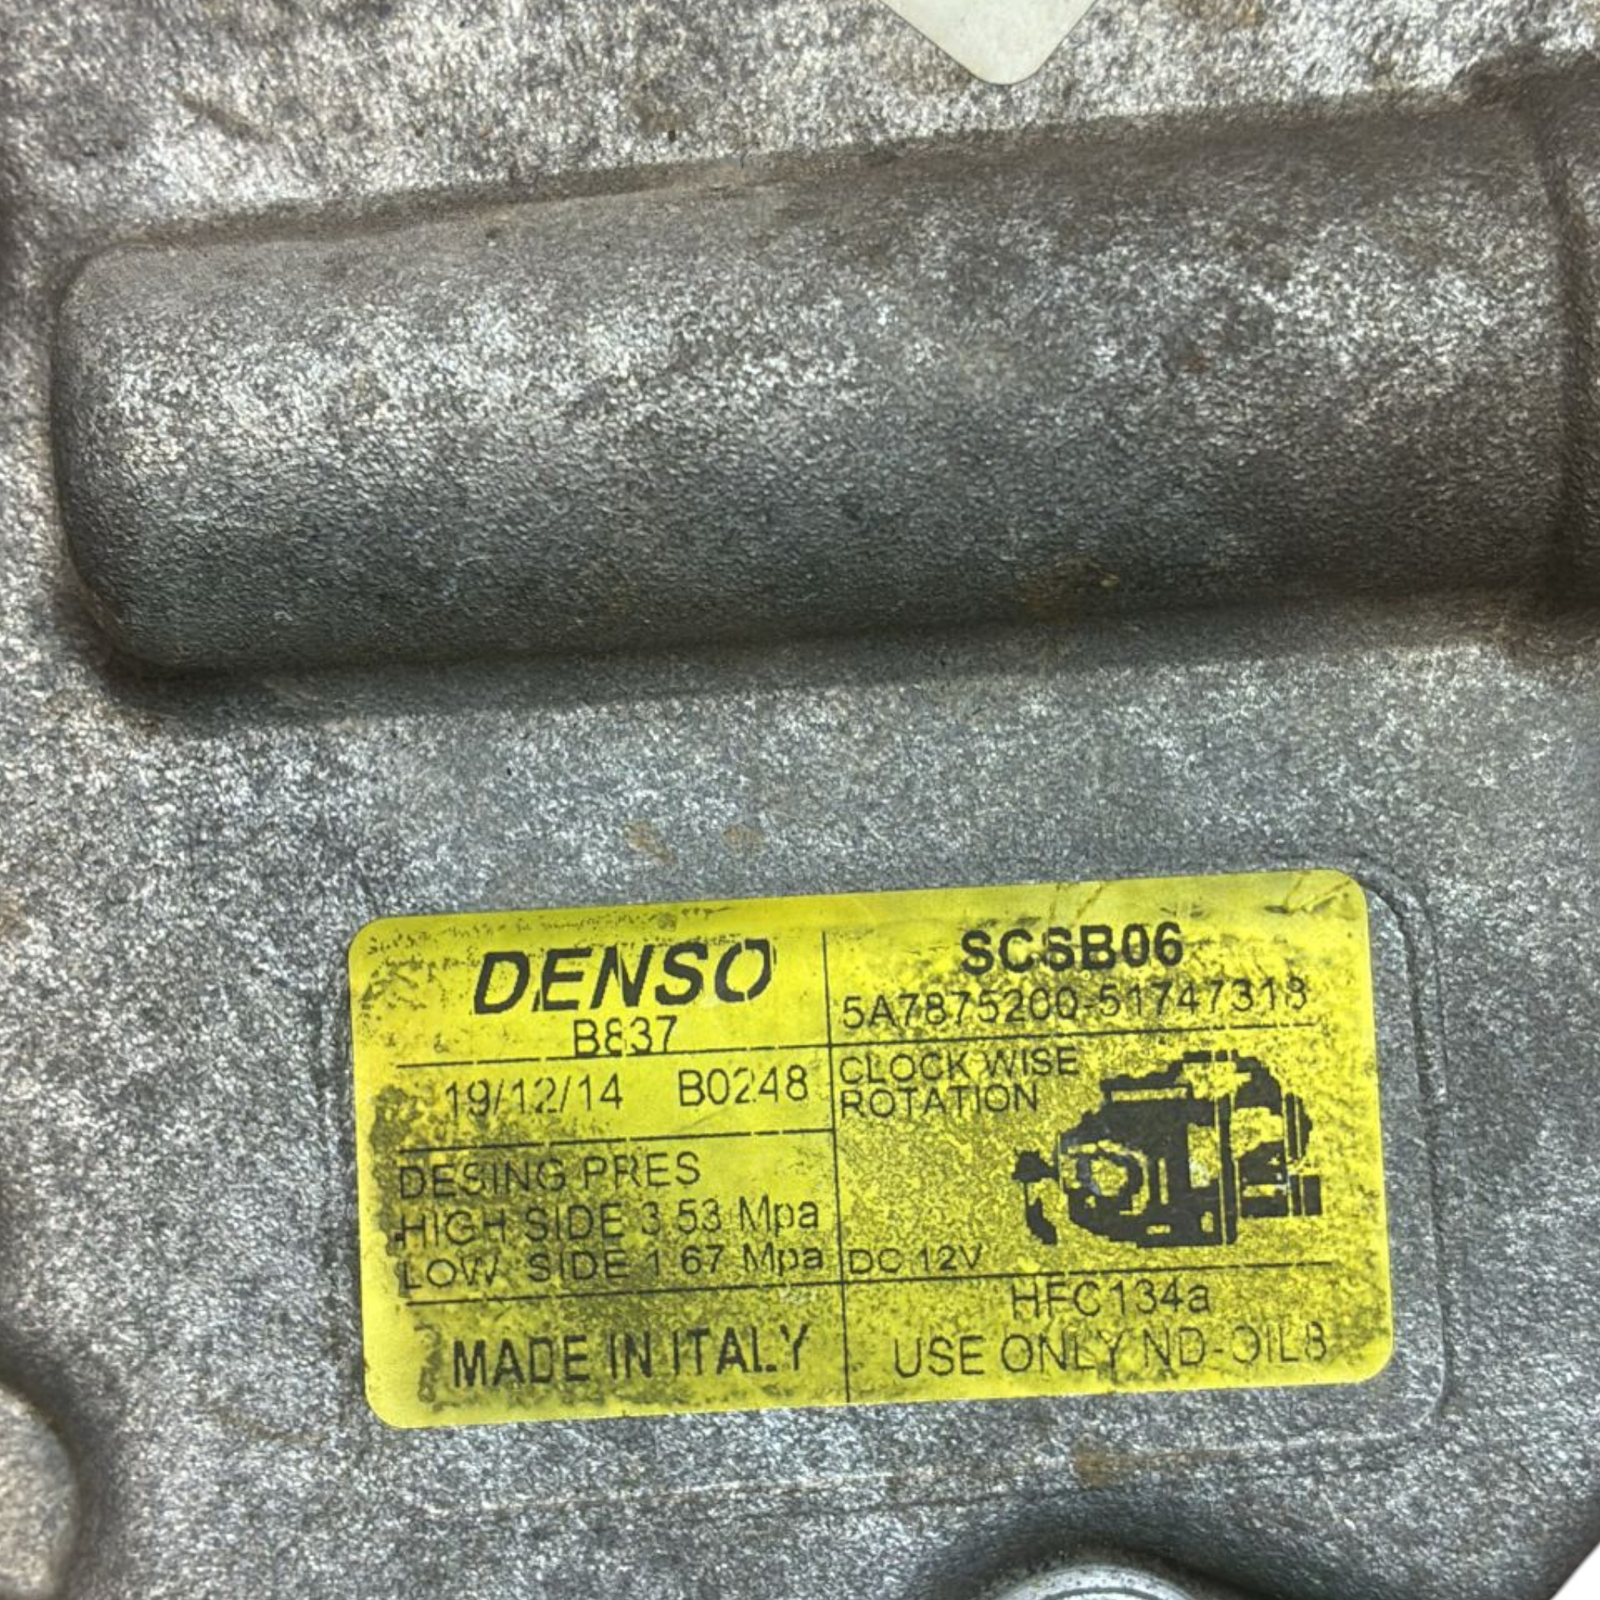 DENSO
B837
19/12/14 B0248
DESING PRES
HIGH SIDE 3.53 Mpa
LOW SIDE 1.67 Mpa
MADE IN ITALY
SCSB06
5A7875200-51747318
CLOCK WISE
ROTATION
DC 12V
HFC134a
USE ONLY ND-OIL8